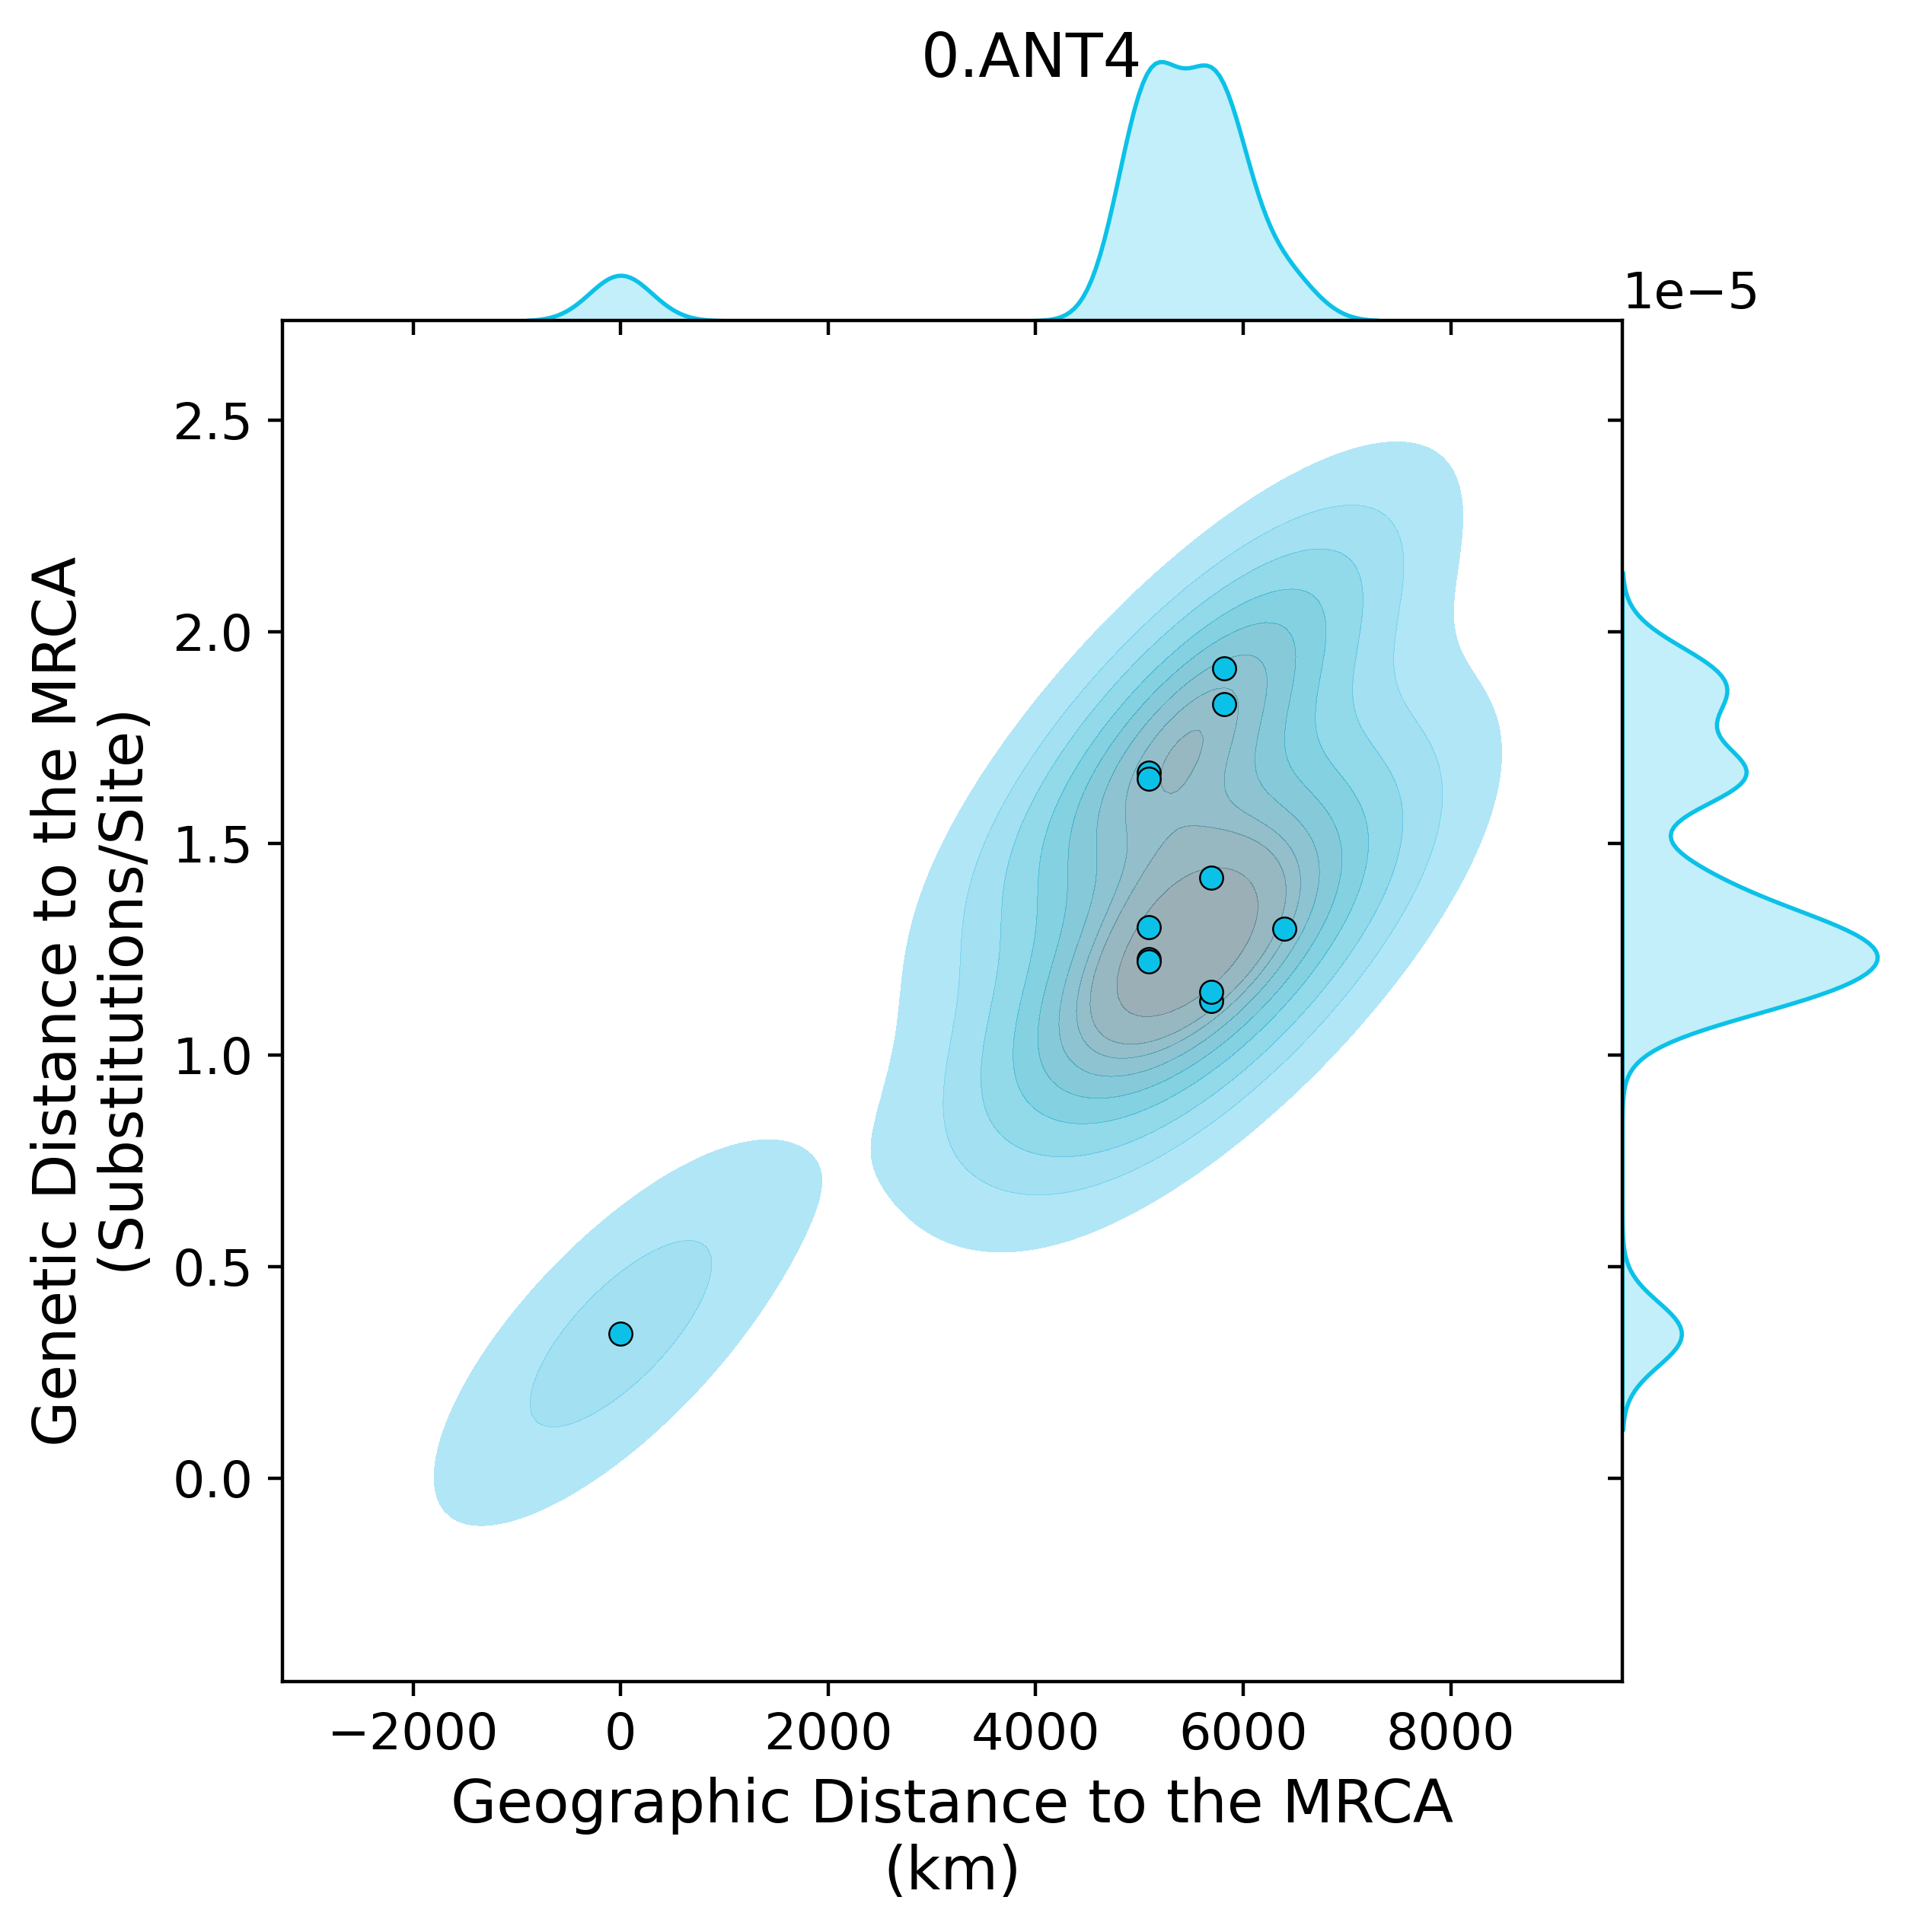 0.ANT4
1e−5
2.5
2.0
1.5
1.0
0.5
0.0
Genetic Distance to the MRCA
(Substitutions/Site)
−2000 0 2000 4000 6000 8000
Geographic Distance to the MRCA
(km)